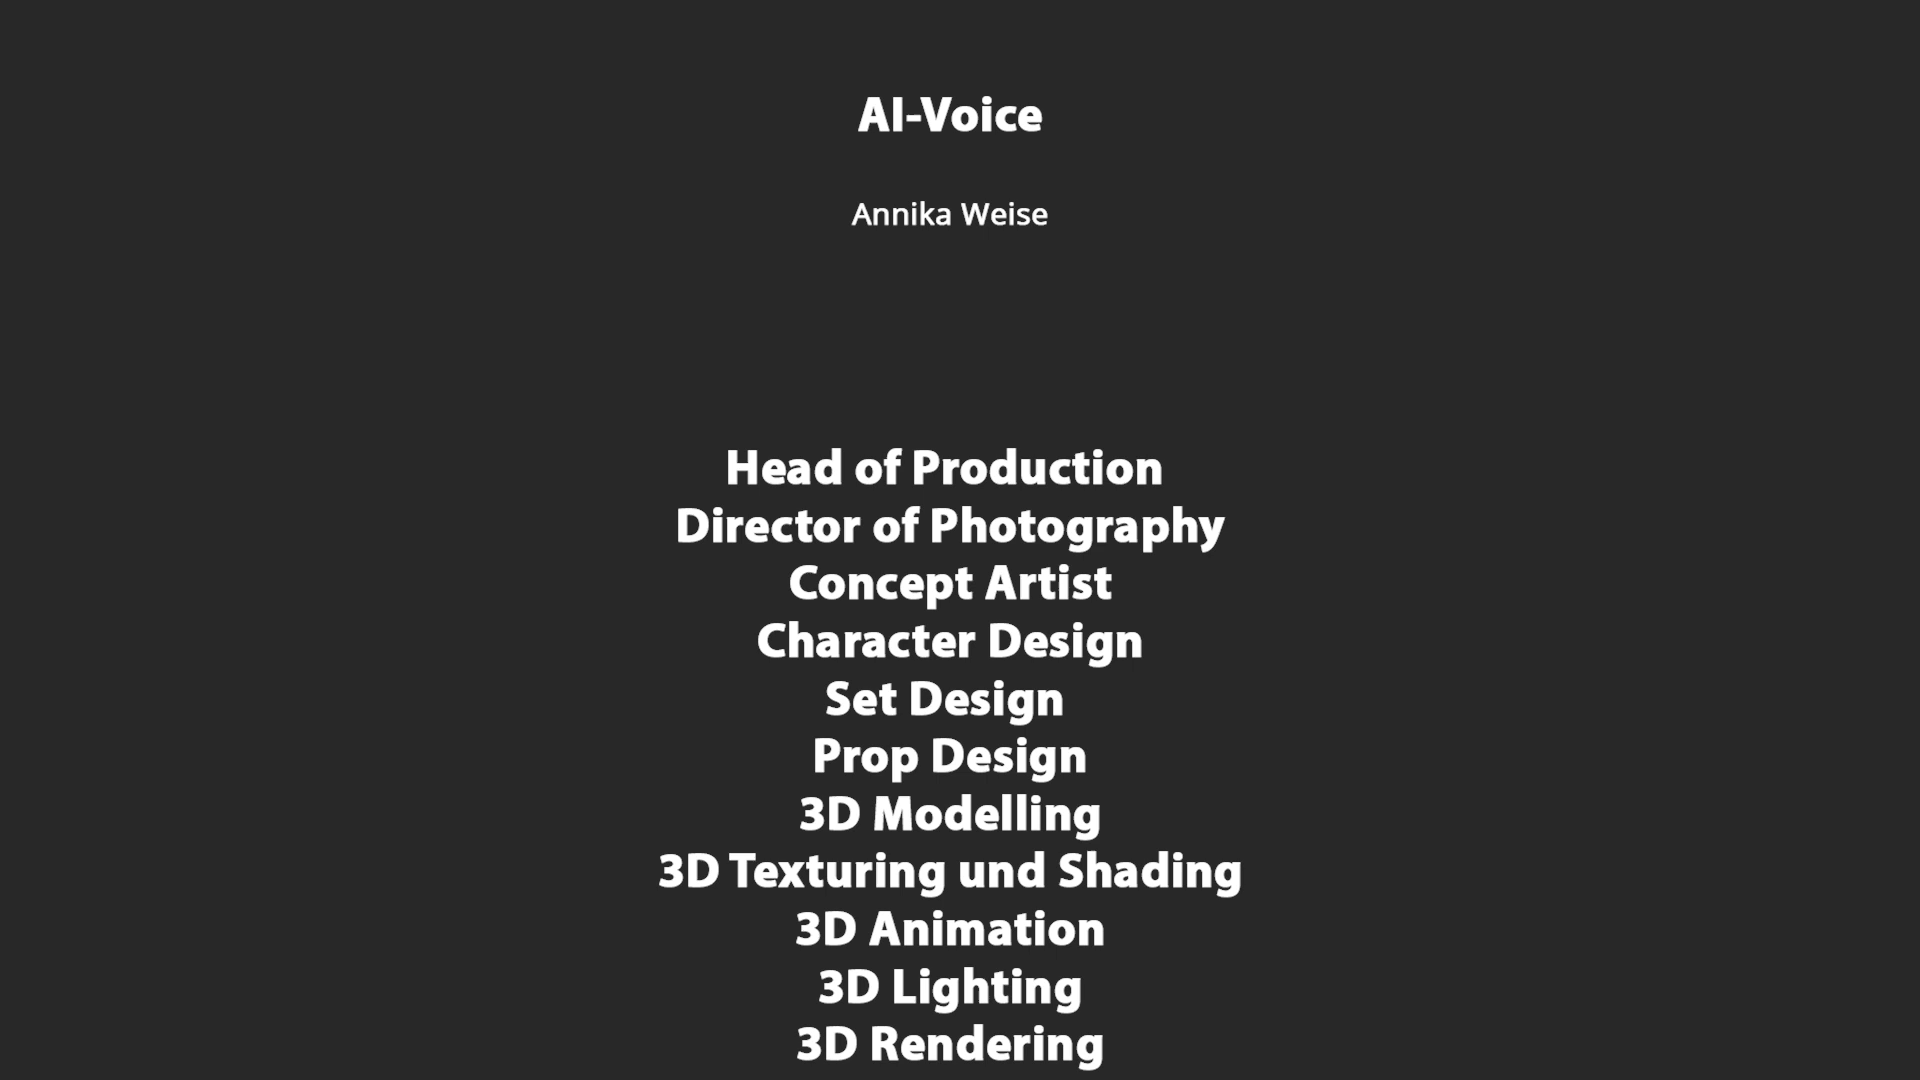 AI-Voice
Annika Weise
Head of Production
Director of Photography
Concept Artist
Character Design
Set Design
Prop Design
3D Modelling
3D Texturing und Shading
3D Animation
3D Lighting
3D Rendering